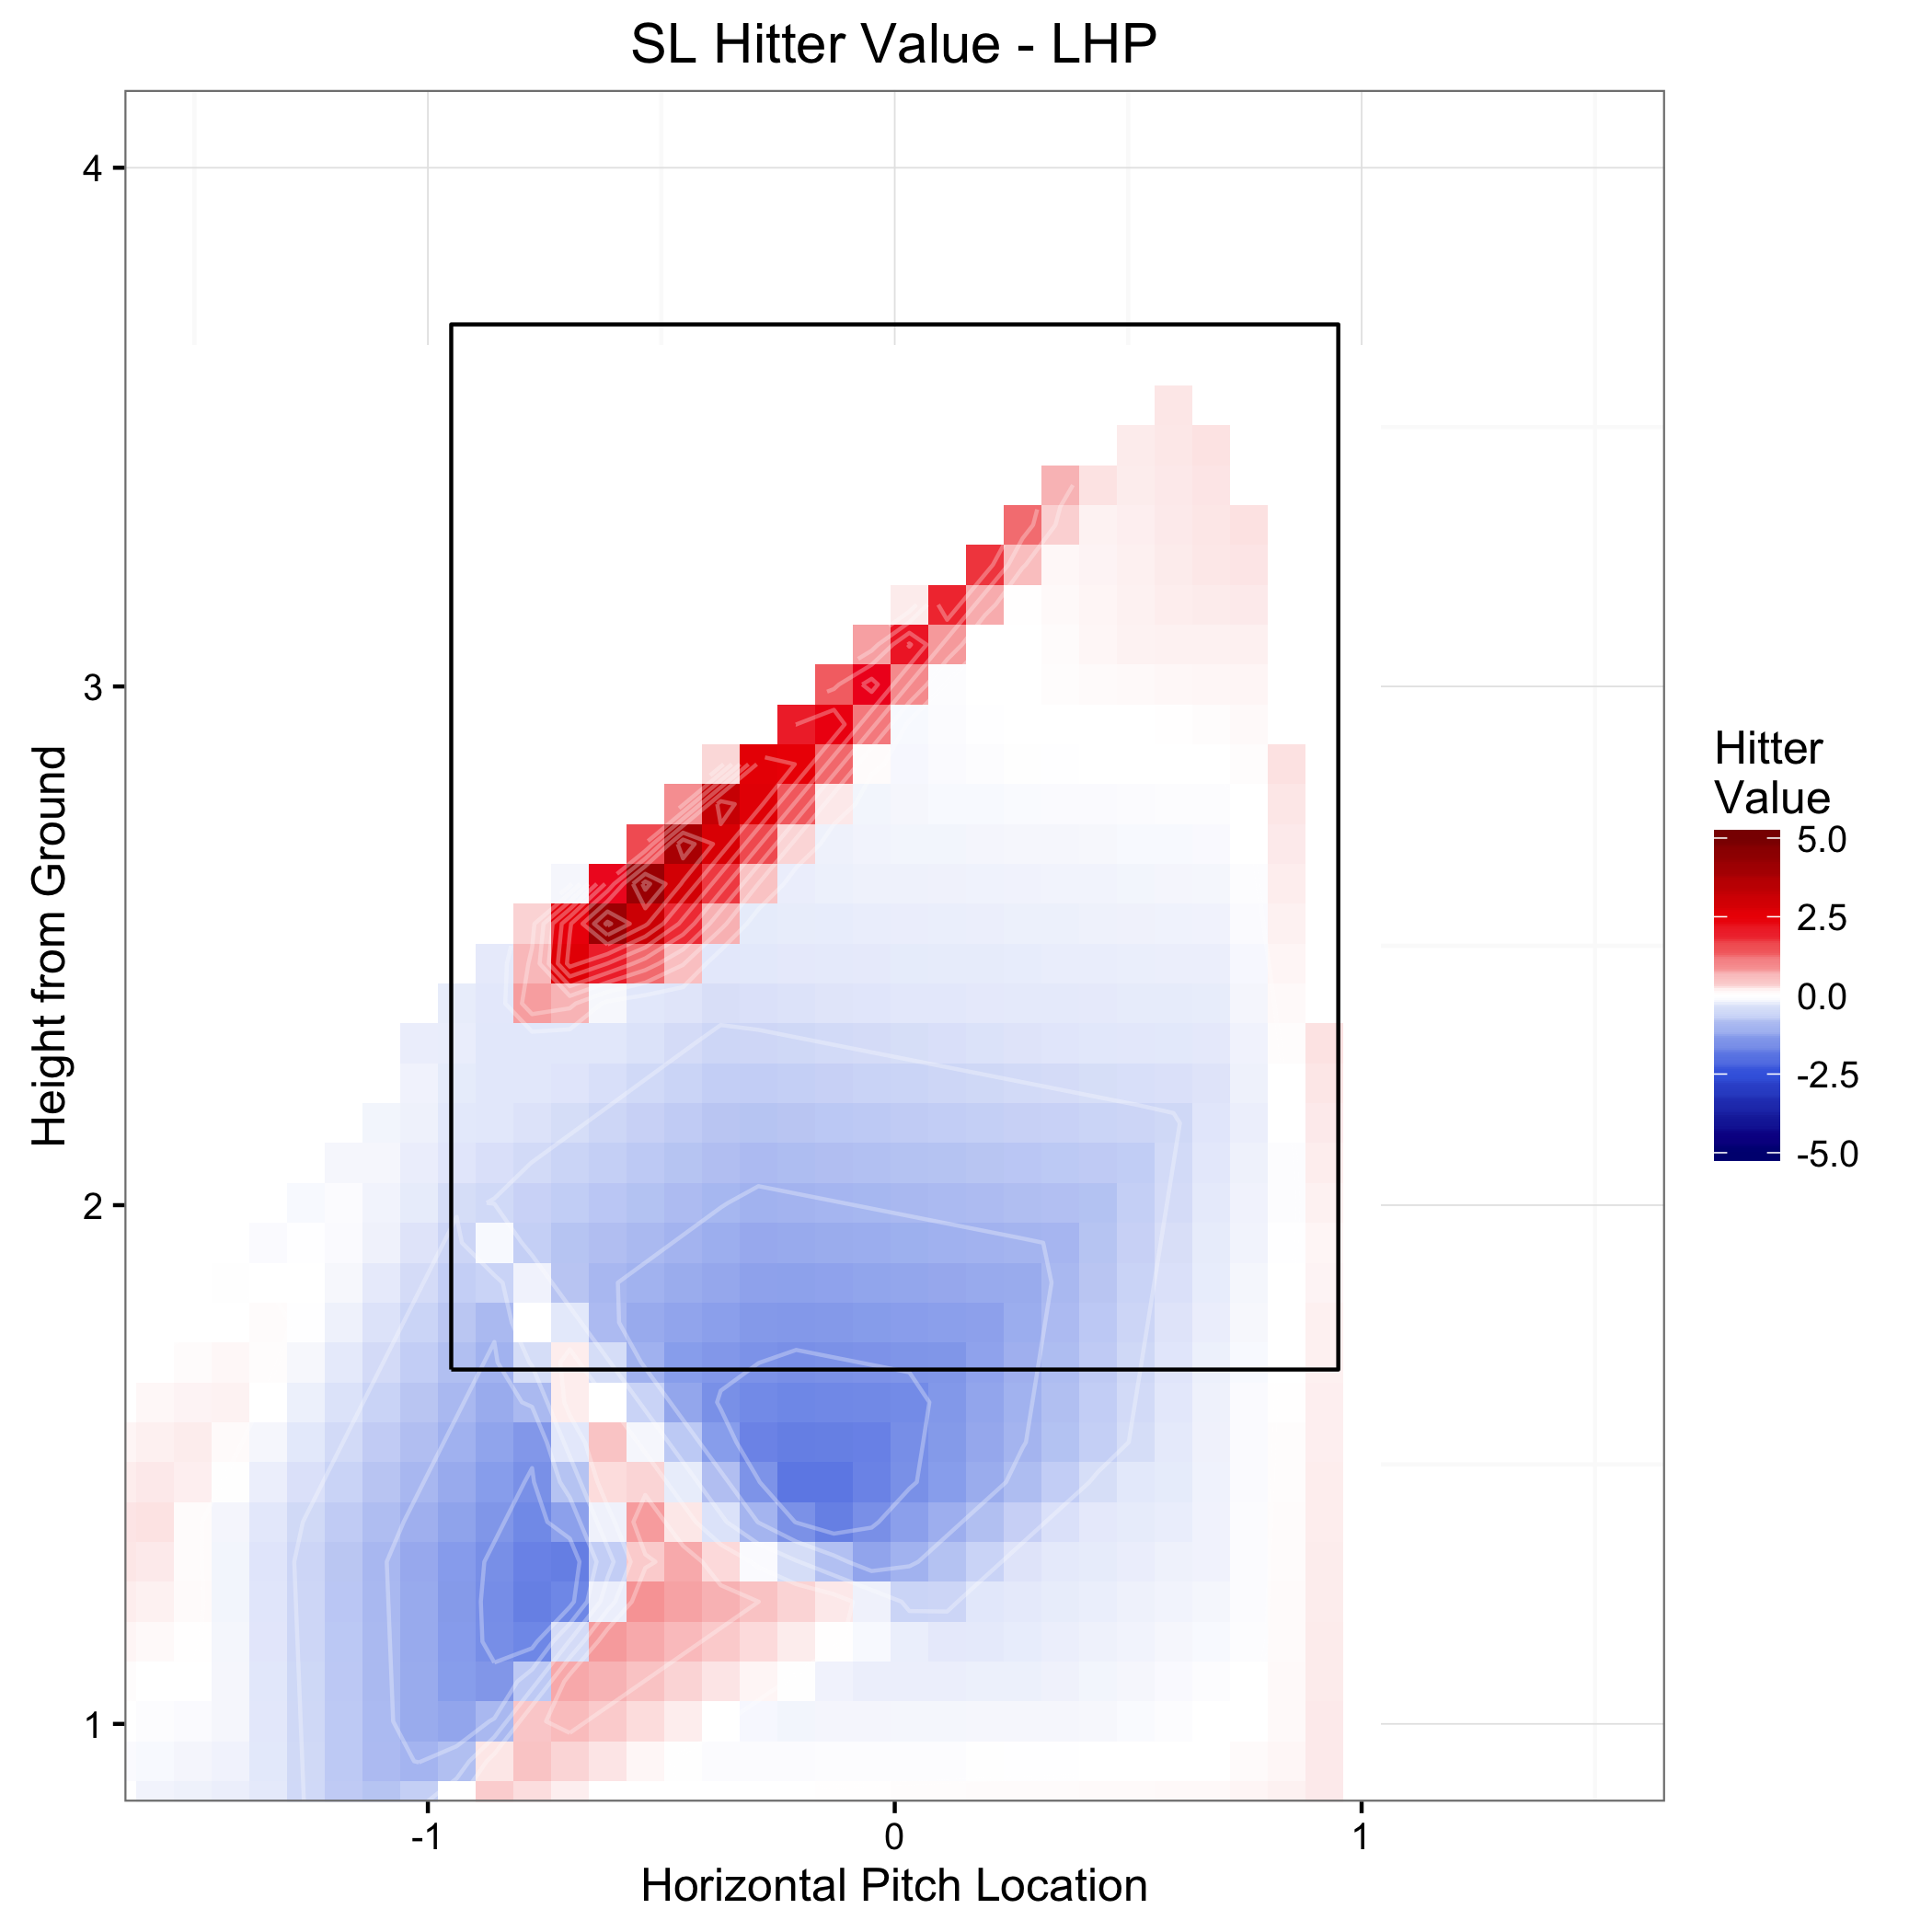 SL Hitter Value - LHP
4
3
2
1
Height from Ground
-1
0
1
Horizontal Pitch Location
Hitter
Value
5.0
2.5
0.0
-2.5
-5.0